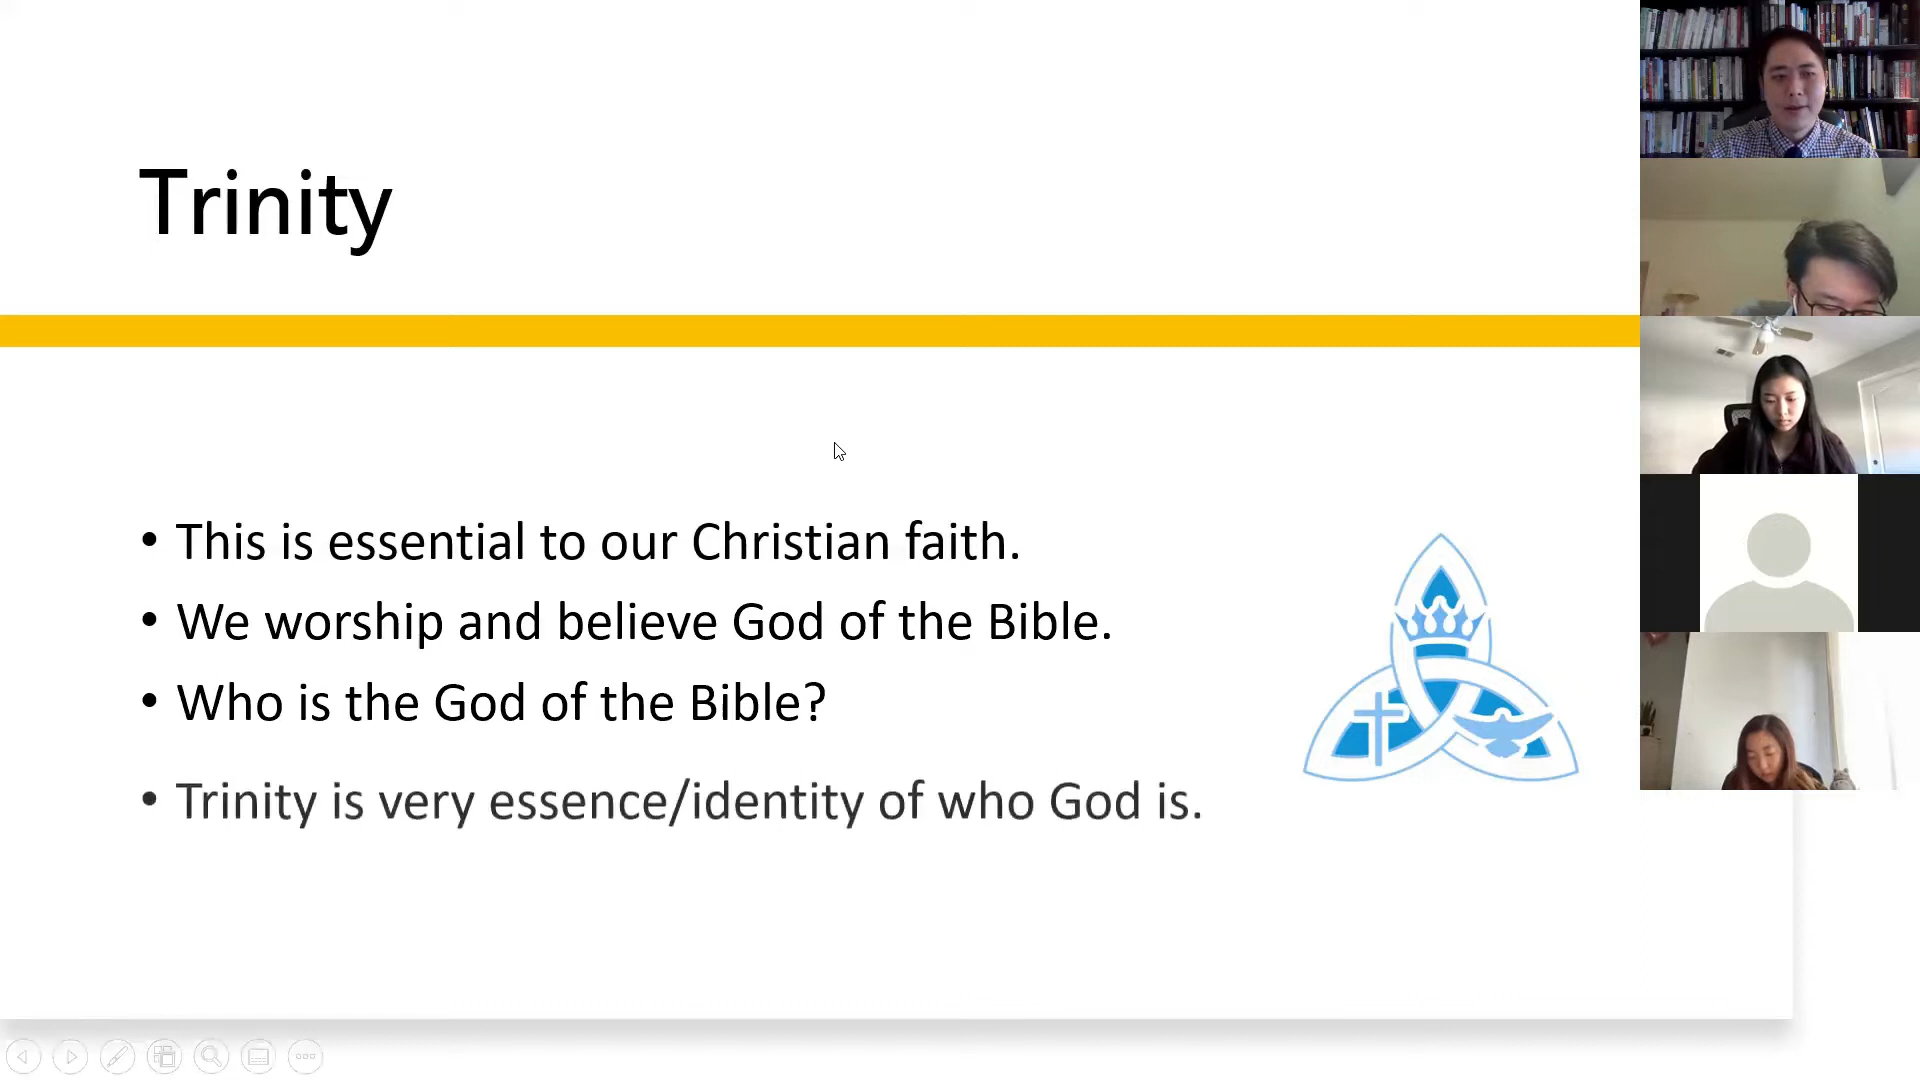 Trinity
• This is essential to our Christian faith.
• We worship and believe God of the Bible.
• Who is the God of the Bible?
• Trinity is very essence/identity of who God is.